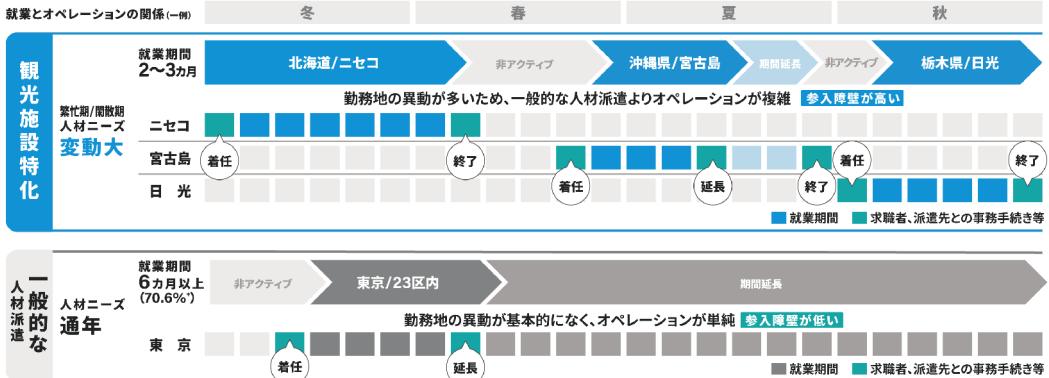 就業とオペレーションの関係(一例)
冬 春 夏 秋
観光施設特化
就業期間
2〜3カ月
北海道/ニセコ 非アクティブ 沖縄県/宮古島 期間延長 非アクティブ 栃木県/日光
勤務地の異動が多いため、一般的な人材派遣よりオペレーションが複雑 参入障壁が高い
繁忙期/閑散期
人材ニーズ
変動大
ニセコ
着任 終了
宮古島
着任 延長 終了
日光
着任 終了
就業期間 求職者、派遣先との事務手続き等
一般的な
人材派遣
就業期間
6カ月以上
(70.6%*)
非アクティブ 東京/23区内 期間延長
人材ニーズ
通年
勤務地の異動が基本的になく、オペレーションが単純 参入障壁が低い
東京
着任 延長
就業期間 求職者、派遣先との事務手続き等